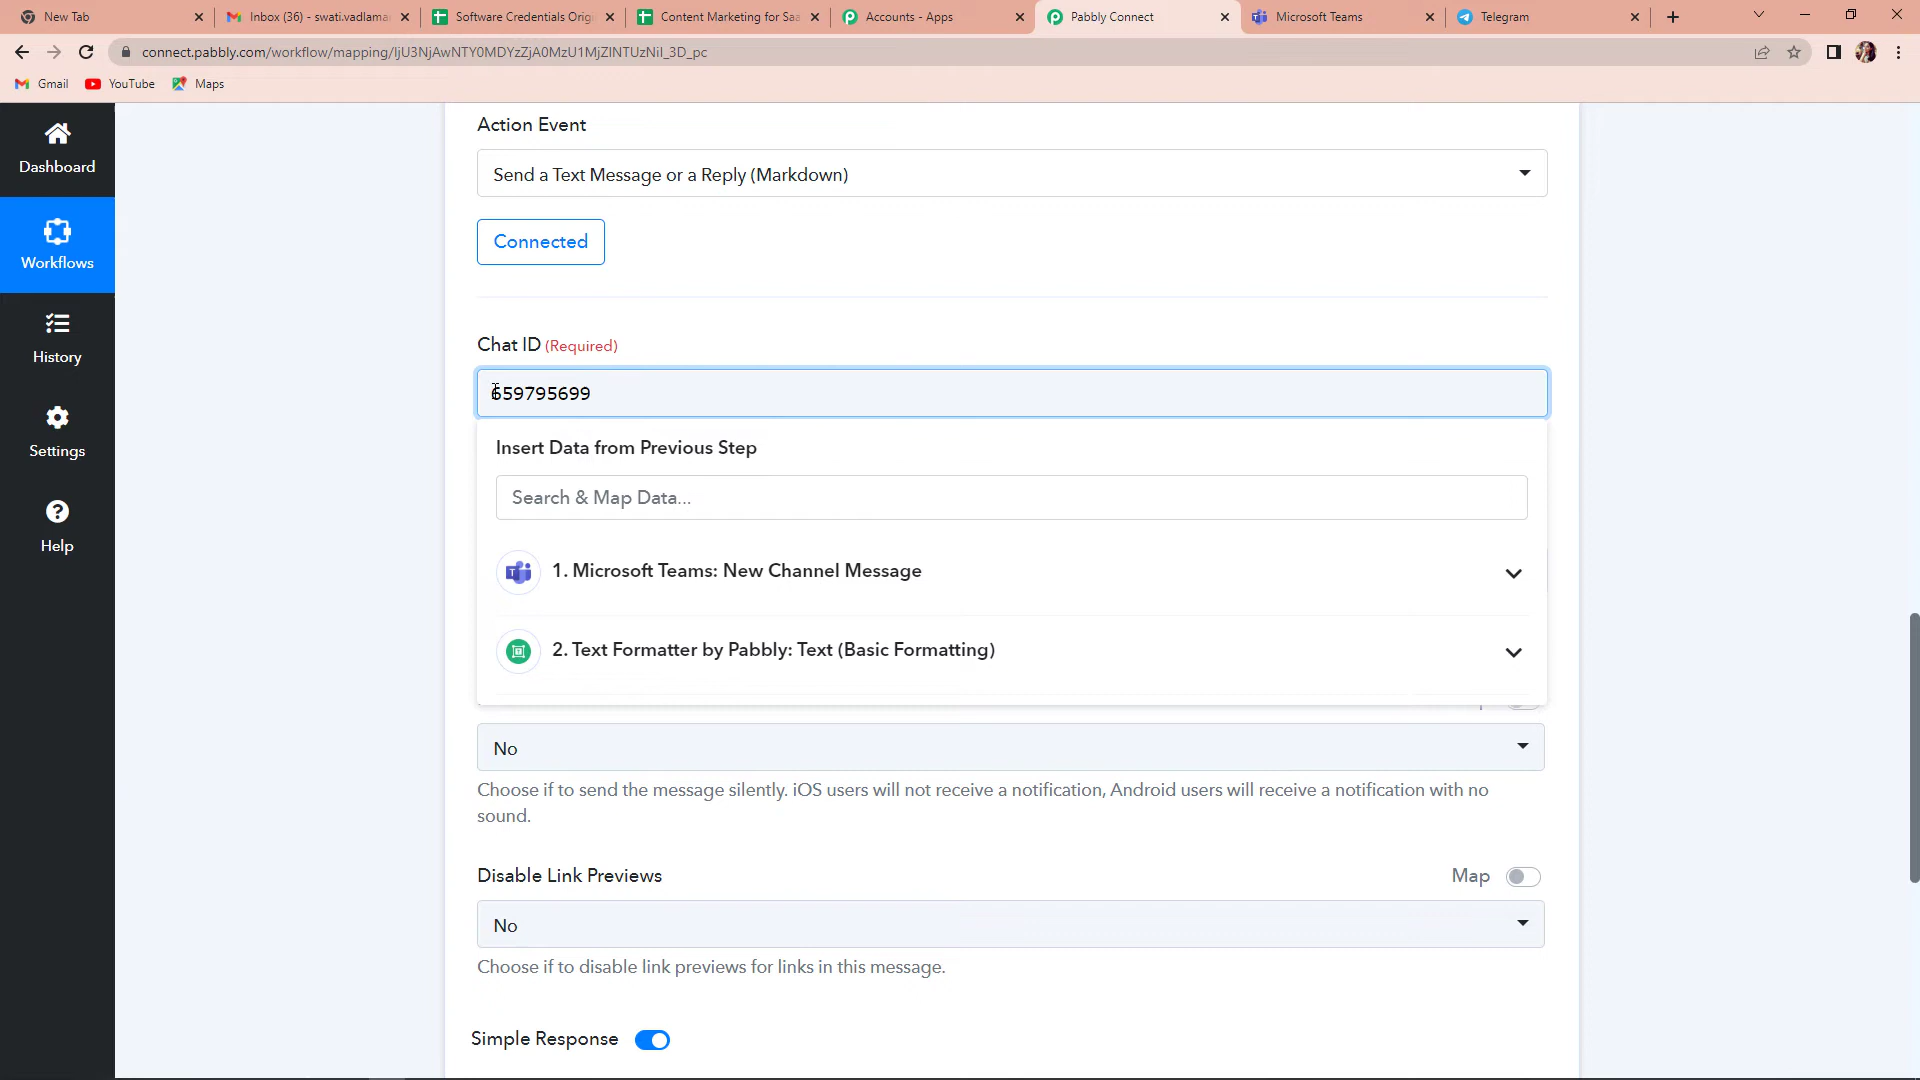 New Tab
Inbox (36) - swati.vadlama
Software Credentials Origi
Content Marketing for Saa
Accounts - Apps
Pabbly Connect
Microsoft Teams
Telegram
connect.pabbly.com/workflow/mapping/IjU3NjAwNTY0MDYzZjA0MzU1MjZlNTUzNiI_3D_pc
Gmail
YouTube
Maps
Dashboard
Workflows
History
Settings
Help
Action Event
Send a Text Message or a Reply (Markdown)
Connected
Chat ID (Required)
659795699
Insert Data from Previous Step
Search & Map Data...
1. Microsoft Teams: New Channel Message
2. Text Formatter by Pabbly: Text (Basic Formatting)
No
Choose if to send the message silently. iOS users will not receive a notification, Android users will receive a notification with no
sound.
Disable Link Previews
Map
No
Choose if to disable link previews for links in this message.
Simple Response